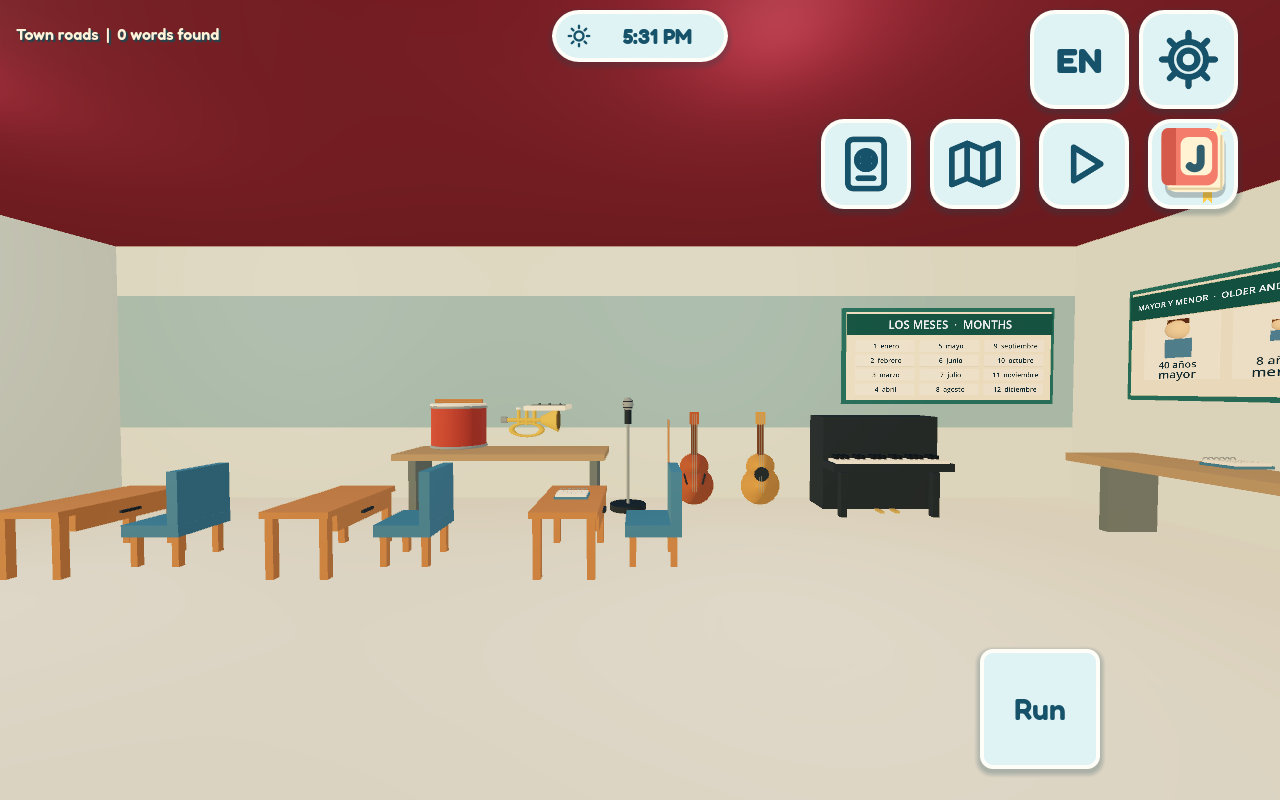 Town roads | 0 words found
5:31 PM
EN
J
LOS MESES · MONTHS
1 enero 5 mayo 9 septiembre
2 febrero 6 junio 10 octubre
3 marzo 7 julio 11 noviembre
4 abril 8 agosto 12 diciembre
MAYOR Y MENOR · OLDER
40 años
mayor
8
Run